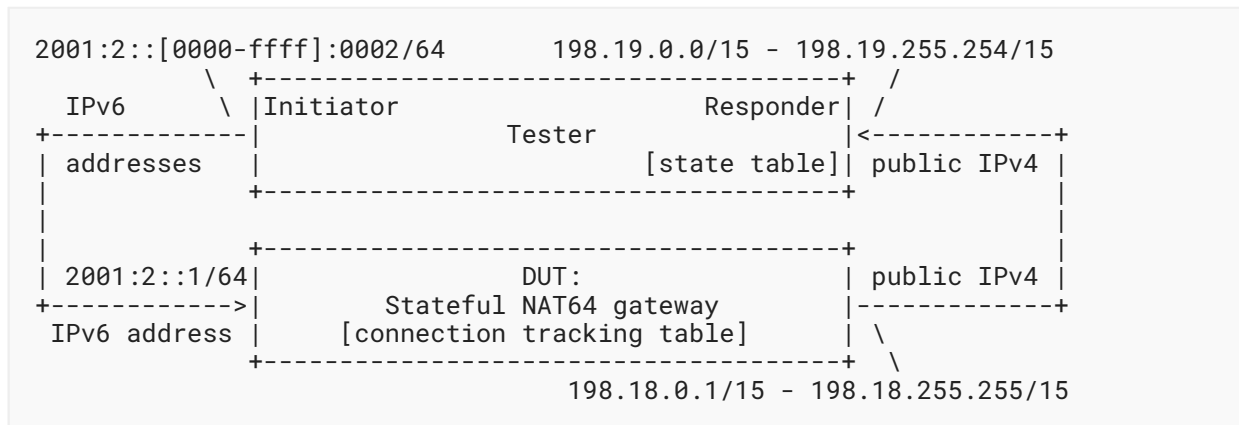 2001:2::[0000-ffff]:0002/64       198.19.0.0/15 - 198.19.255.254/15
           \  +--------------------------------------+  /
  IPv6      \ |Initiator                    Responder| /
+-------------|                Tester                |<------------+
| addresses   |                         [state table]| public IPv4 |
|             +--------------------------------------+             |
|                                                                  |
|             +--------------------------------------+             |
| 2001:2::1/64|                 DUT:                 | public IPv4 |
+------------>|        Stateful NAT64 gateway        |-------------+
 IPv6 address |     [connection tracking table]      | \
              +--------------------------------------+  \
                                   198.18.0.1/15 - 198.18.255.255/15